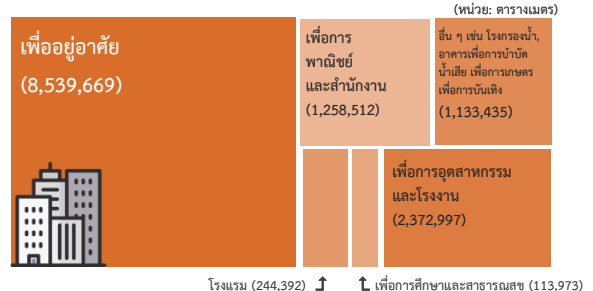 (หน่วย: ตารางเมตร)
เพื่ออยู่อาศัย
(8,539,669)
เพื่อการ
พาณิชย์
และสำนักงาน
(1,258,512)
อื่น ๆ เช่น โรงกรองน้ำ,
อาคารเพื่อการบำบัด
น้ำเสีย เพื่อการเกษตร
เพื่อการบันเทิง
(1,133,435)
เพื่อการอุตสาหกรรม
และโรงงาน
(2,372,997)
โรงแรม (244,392)
เพื่อการศึกษาและสาธารณสุข (113,973)